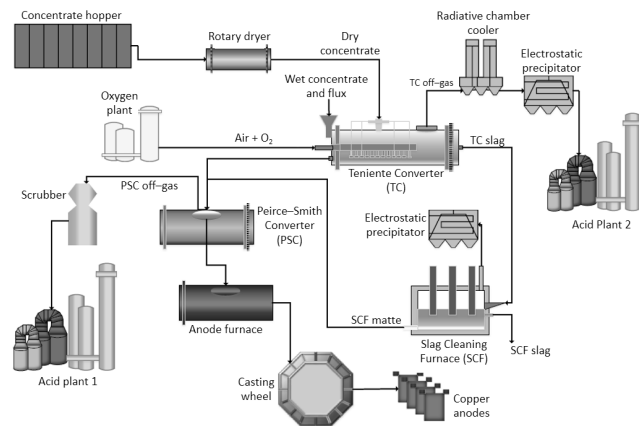 Concentrate hopper
Rotary dryer
Dry
concentrate
Radiative chamber
cooler
Electrostatic
precipitator
Wet concentrate
and flux
TC off–gas
Oxygen
plant
Air + O₂
TC slag
Teniente Converter
(TC)
Acid Plant 2
PSC off–gas
Scrubber
Peirce–Smith
Converter
(PSC)
Electrostatic
precipitator
Anode furnace
SCF matte
Slag Cleaning
Furnace (SCF)
SCF slag
Acid plant 1
Casting
wheel
Copper
anodes